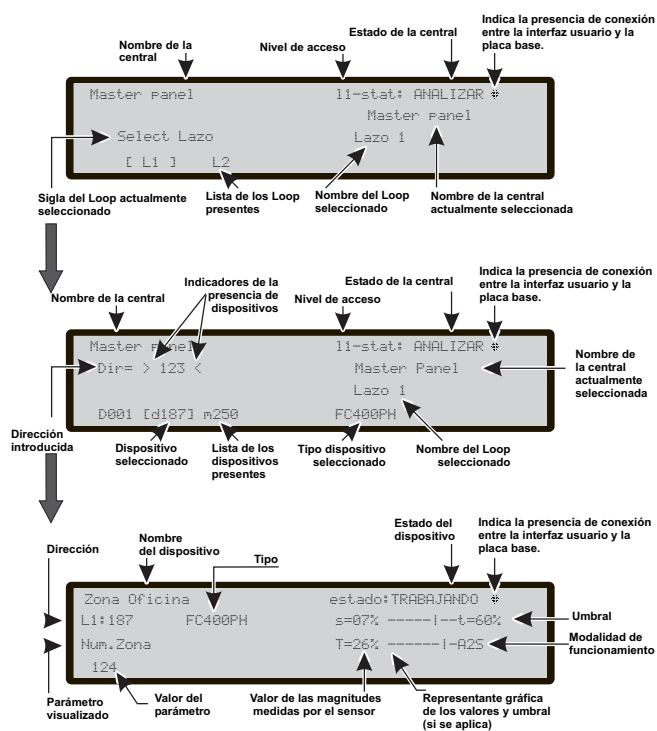 Indica la presencia de conexión
entre la interfaz usuario y la
placa base.
Estado de la central
Nombre de la
central
Nivel de acceso
Master panel
l1-stat: ANALIZAR
Master panel
Select Lazo
Lazo 1
[ L1 ] L2
Sigla del Loop actualmente
seleccionado
Lista de los Loop
presentes
Nombre del Loop
seleccionado
Nombre de la central
actualmente seleccionada
Nombre de la central
Indicadores de la
presencia de
dispositivos
Nivel de acceso
Estado de la central
Indica la presencia de conexión
entre la interfaz usuario y la
placa base.
Master panel
l1-stat: ANALIZAR
Dir= > 123 <
Master Panel
Lazo 1
D001 [d187] m250
FC400PH
Nombre de
la central
actualmente
seleccionada
Dirección
introducida
Dispositivo
seleccionado
Lista de los
dispositivos
presentes
Tipo dispositivo
seleccionado
Nombre del Loop
seleccionado
Dirección
Nombre
del dispositivo
Tipo
Estado del
dispositivo
Indica la presencia de conexión
entre la interfaz usuario y la
placa base.
Zona Oficina
estado:TRABAJANDO
L1:187 FC400PH
s=07% -----|--t=60%
Num.Zona
T=26% ------|-A2S
124
Umbral
Modalidad de
funcionamiento
Parámetro
visualizado
Valor del
parámetro
Valor de las magnitudes
medidas por el sensor
Representante gráfica
de los valores y umbral
(si se aplica)